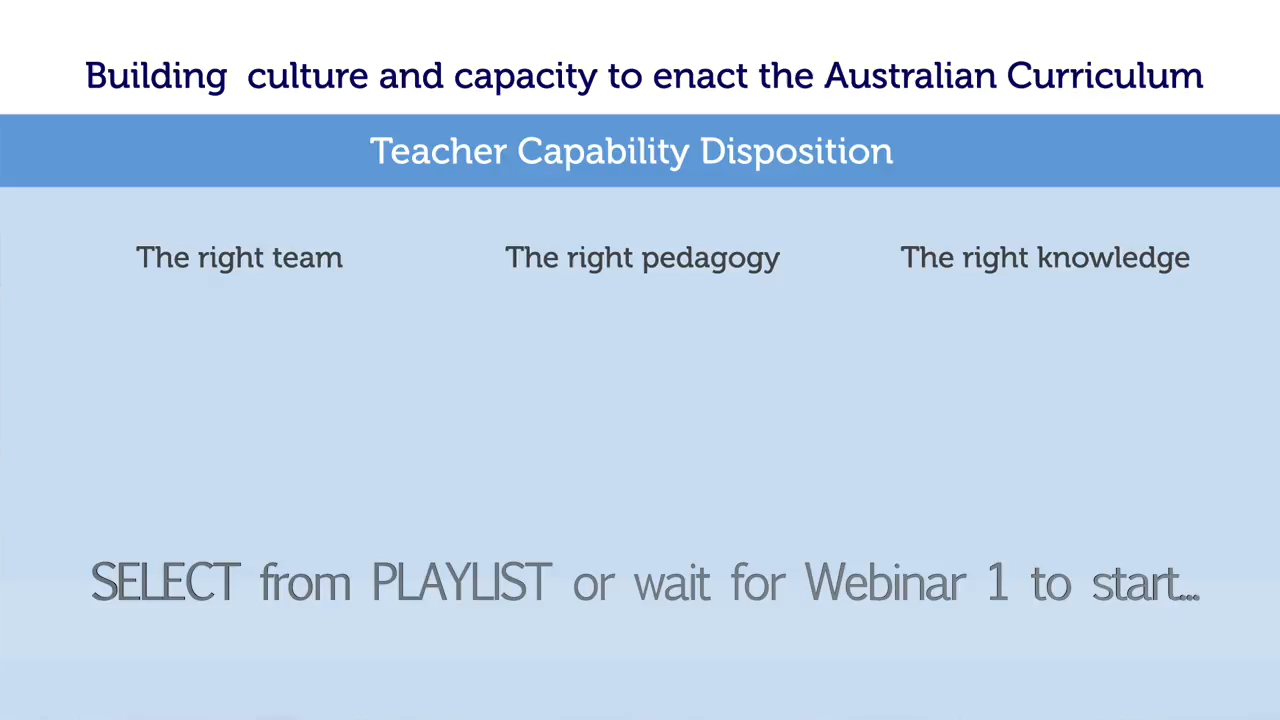 Building culture and capacity to enact the Australian Curriculum
Teacher Capability Disposition
The right team
The right pedagogy
The right knowledge
SELECT from PLAYLIST or wait for Webinar 1 to start...